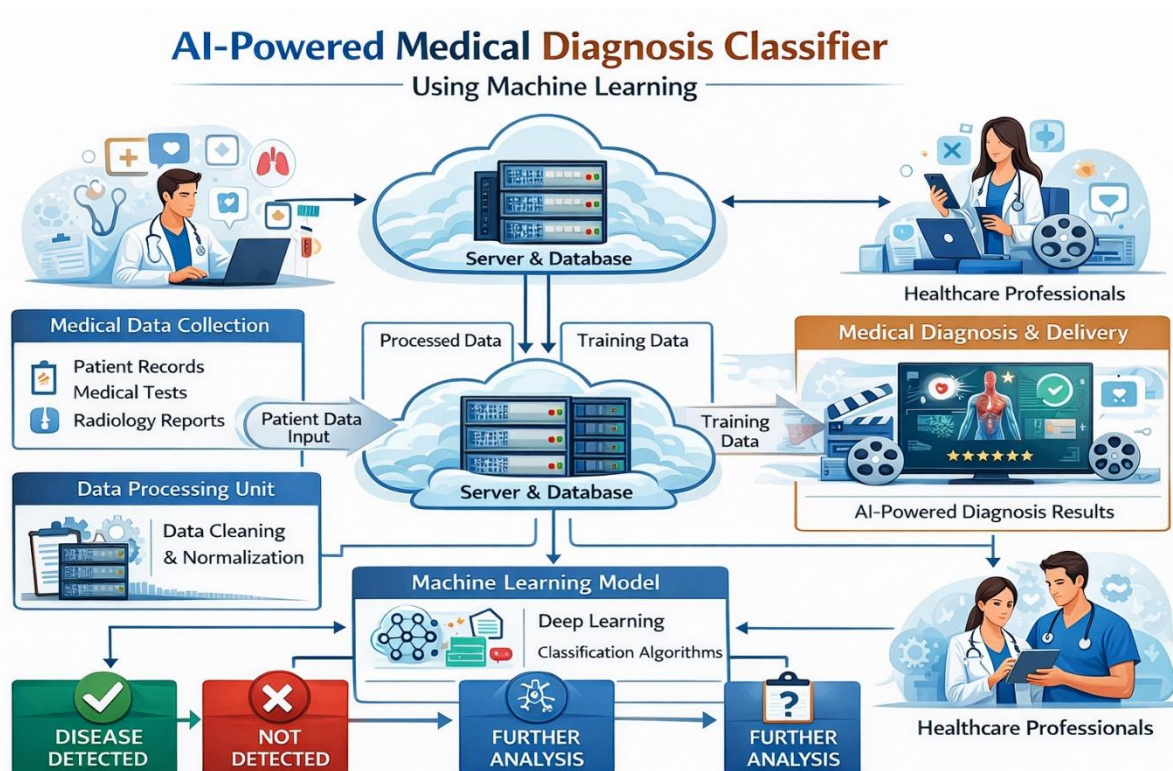 AI-Powered Medical Diagnosis Classifier
Using Machine Learning
Server & Database
Healthcare Professionals
Medical Data Collection
Patient Records
Medical Tests
Radiology Reports
Patient Data
Input
Processed Data
Training Data
Server & Database
Training
Data
Medical Diagnosis & Delivery
AI-Powered Diagnosis Results
Data Processing Unit
Data Cleaning
& Normalization
Machine Learning Model
Deep Learning
Classification Algorithms
Healthcare Professionals
DISEASE
DETECTED
NOT
DETECTED
FURTHER
ANALYSIS
?
FURTHER
ANALYSIS